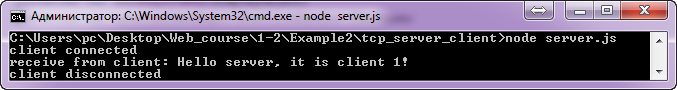 Администратор: C:\Windows\System32\cmd.exe - node server.js
C:\Users\pc\Desktop\Web_course\1-2\Example2\tcp_server_client>node server.js
client connected
receive from client: Hello server, it is client 1!
client disconnected